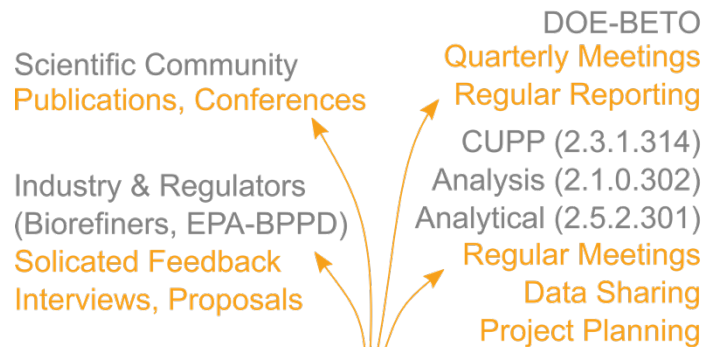 Scientific Community
Publications, Conferences
Industry & Regulators
(Biorefiners, EPA-BPPD)
Solicated Feedback
Interviews, Proposals
DOE-BETO
Quarterly Meetings
Regular Reporting
CUPP (2.3.1.314)
Analysis (2.1.0.302)
Analytical (2.5.2.301)
Regular Meetings
Data Sharing
Project Planning